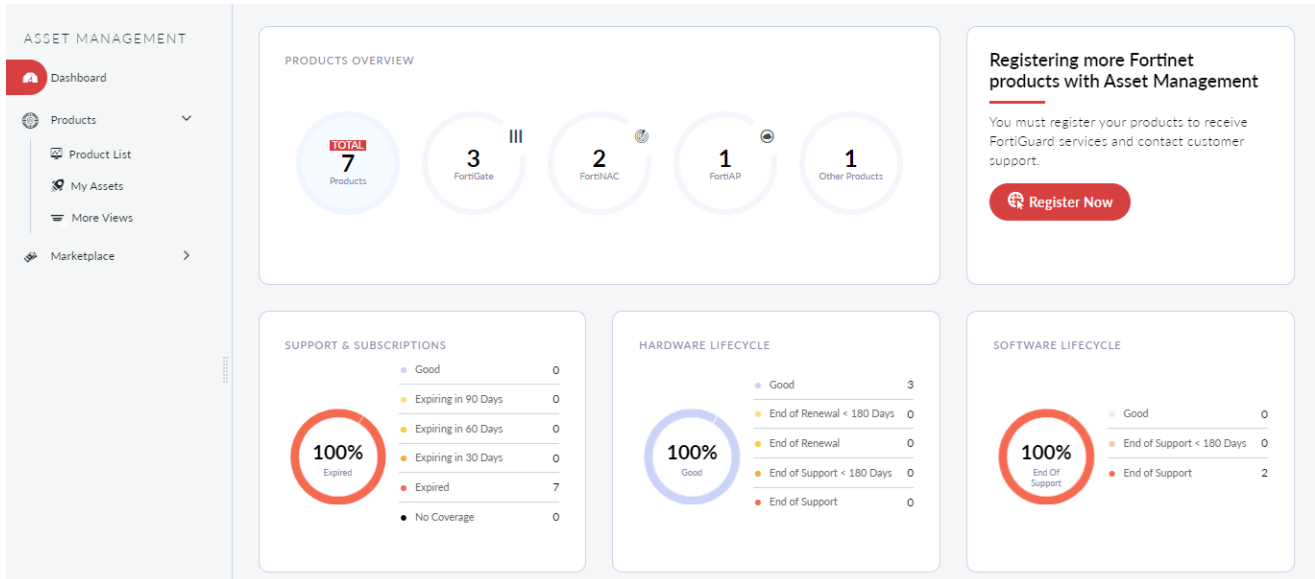 ASSET MANAGEMENT
Dashboard
Products
Product List
My Assets
More Views
Marketplace
PRODUCTS OVERVIEW
TOTAL
7
Products
3
FortiGate
2
FortiNAC
1
FortiAP
1
Other Products
Registering more Fortinet
products with Asset Management
You must register your products to receive
FortiGuard services and contact customer
support.
Register Now
SUPPORT & SUBSCRIPTIONS
100%
Expired
Good 0
Expiring in 90 Days 0
Expiring in 60 Days 0
Expiring in 30 Days 0
Expired 7
No Coverage 0
HARDWARE LIFECYCLE
100%
Good
Good 3
End of Renewal < 180 Days 0
End of Renewal 0
End of Support < 180 Days 0
End of Support 0
SOFTWARE LIFECYCLE
100%
End Of
Support
Good 0
End of Support < 180 Days 0
End of Support 2